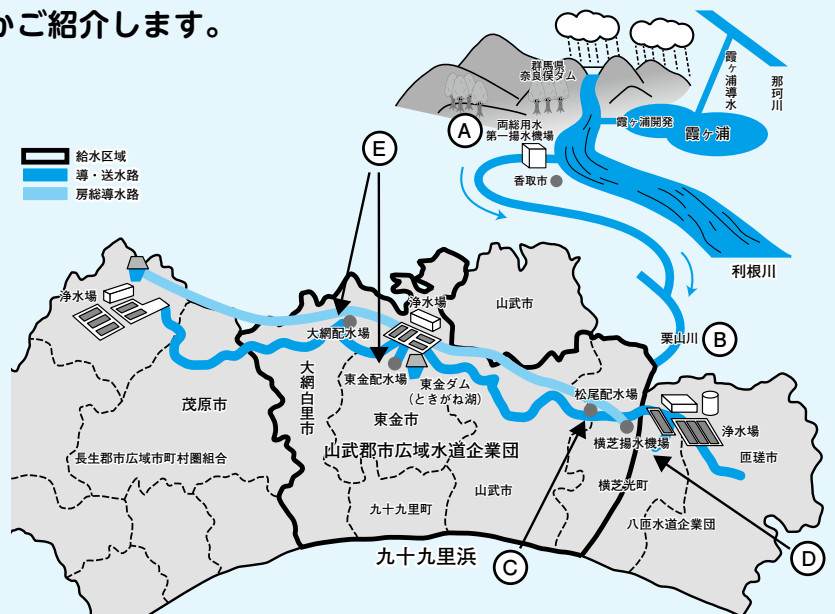 かご紹介します。
群馬県
奈良俣ダム
霞ヶ浦導水
那珂川
霞ヶ浦開発
霞ヶ浦
A
両総用水
第一揚水機場
香取市
利根川
給水区域
導・送水路
房総導水路
E
浄水場
浄水場
山武市
栗山川
B
大網配水場
大網白里市
東金配水場
東金ダム
(ときがね湖)
松尾配水場
茂原市
東金市
浄水場
横芝揚水機場
匝瑳市
長生郡市広域市町村圏組合
山武郡市広域水道企業団
山武市
横芝光町
九十九里町
八匝水道企業団
九十九里浜
C
D